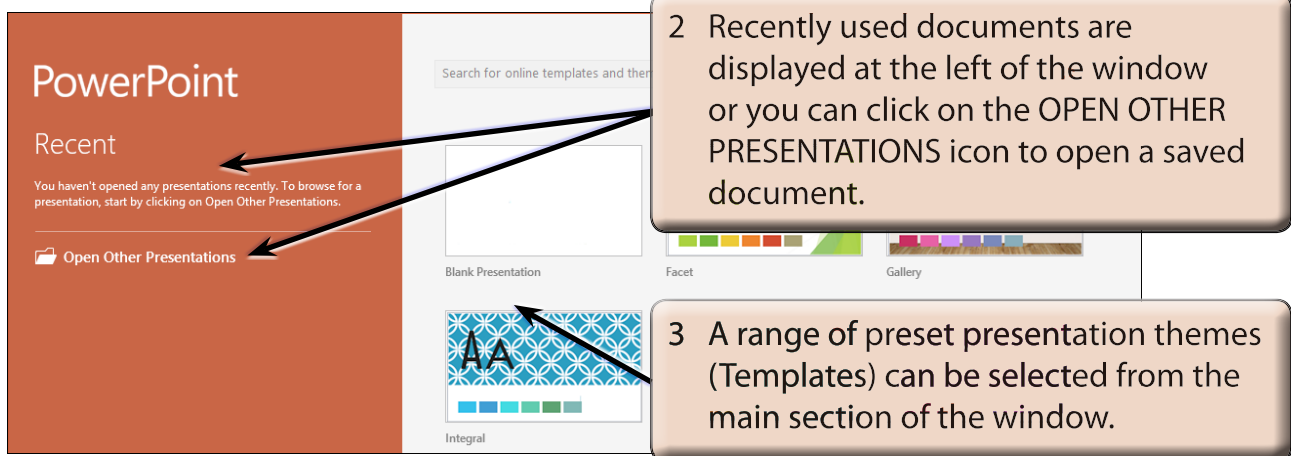 PowerPoint
Recent
You haven't opened any presentations recently. To browse for a
presentation, start by clicking on Open Other Presentations.
Open Other Presentations
Search for online templates and
2 Recently used documents are
displayed at the left of the window
or you can click on the OPEN OTHER
PRESENTATIONS icon to open a saved
document.
Blank Presentation
Facet
Gallery
Aa
Integral
3 A range of preset presentation themes
(Templates) can be selected from the
main section of the window.